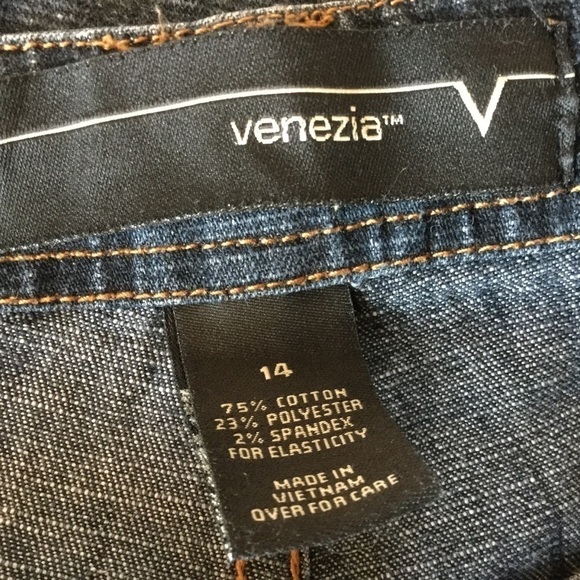 venezia™
14
75% COTTON
23% POLYESTER
2% SPANDEX
FOR ELASTICITY
MADE IN
VIETNAM
OVER FOR CARE